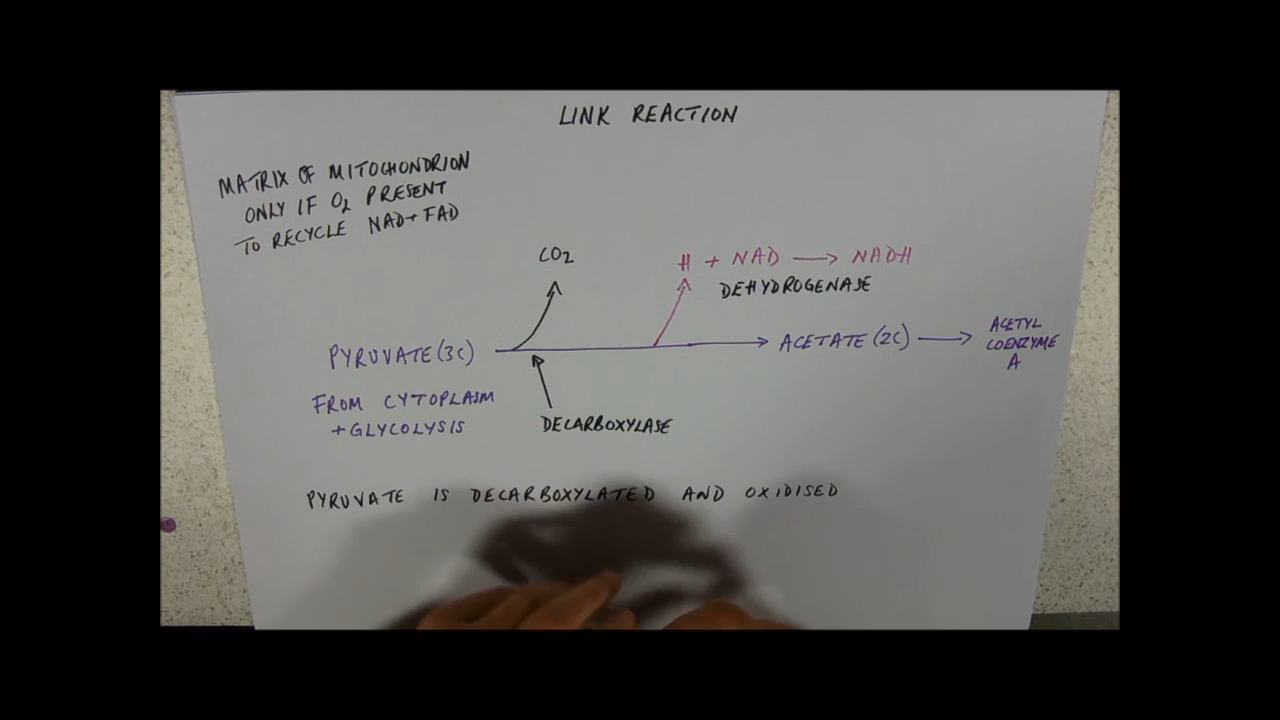 LINK REACTION
MATRIX OF MITOCHONDRION
ONLY IF O2 PRESENT
TO RECYCLE NAD+ FAD
CO2
H + NAD → NADH
DEHYDROGENASE
PYRUVATE (3C)
ACETATE (2C) →
ACETYL
COENZYME
A
FROM CYTOPLASM
+GLYCOLYSIS
DECARBOXYLASE
PYRUVATE IS DECARBOXYLATED AND OXIDISED